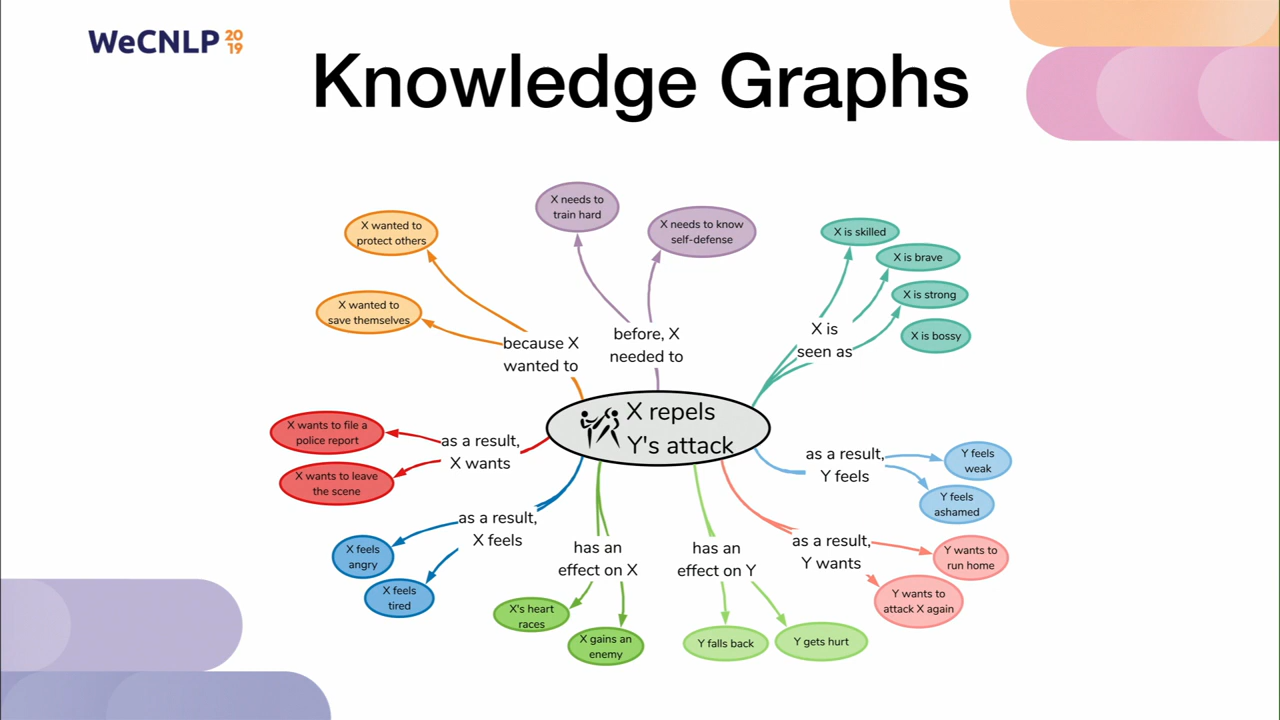 WeCNLP 20
19
Knowledge Graphs
X wanted to
protect others
X wanted to
save themselves
because X
wanted to
X needs to
train hard
X needs to know
self-defense
before, X
needed to
X is skilled
X is brave
X is strong
X is bossy
X is
seen as
X repels
Y's attack
X wants to file a
police report
X wants to leave
the scene
as a result,
X wants
as a result,
X feels
X feels
angry
X feels
tired
has an
effect on X
X's heart
races
X gains an
enemy
has an
effect on Y
Y falls back
Y gets hurt
as a result,
Y wants
Y wants to
run home
Y wants to
attack X again
as a result,
Y feels
Y feels
weak
Y feels
ashamed